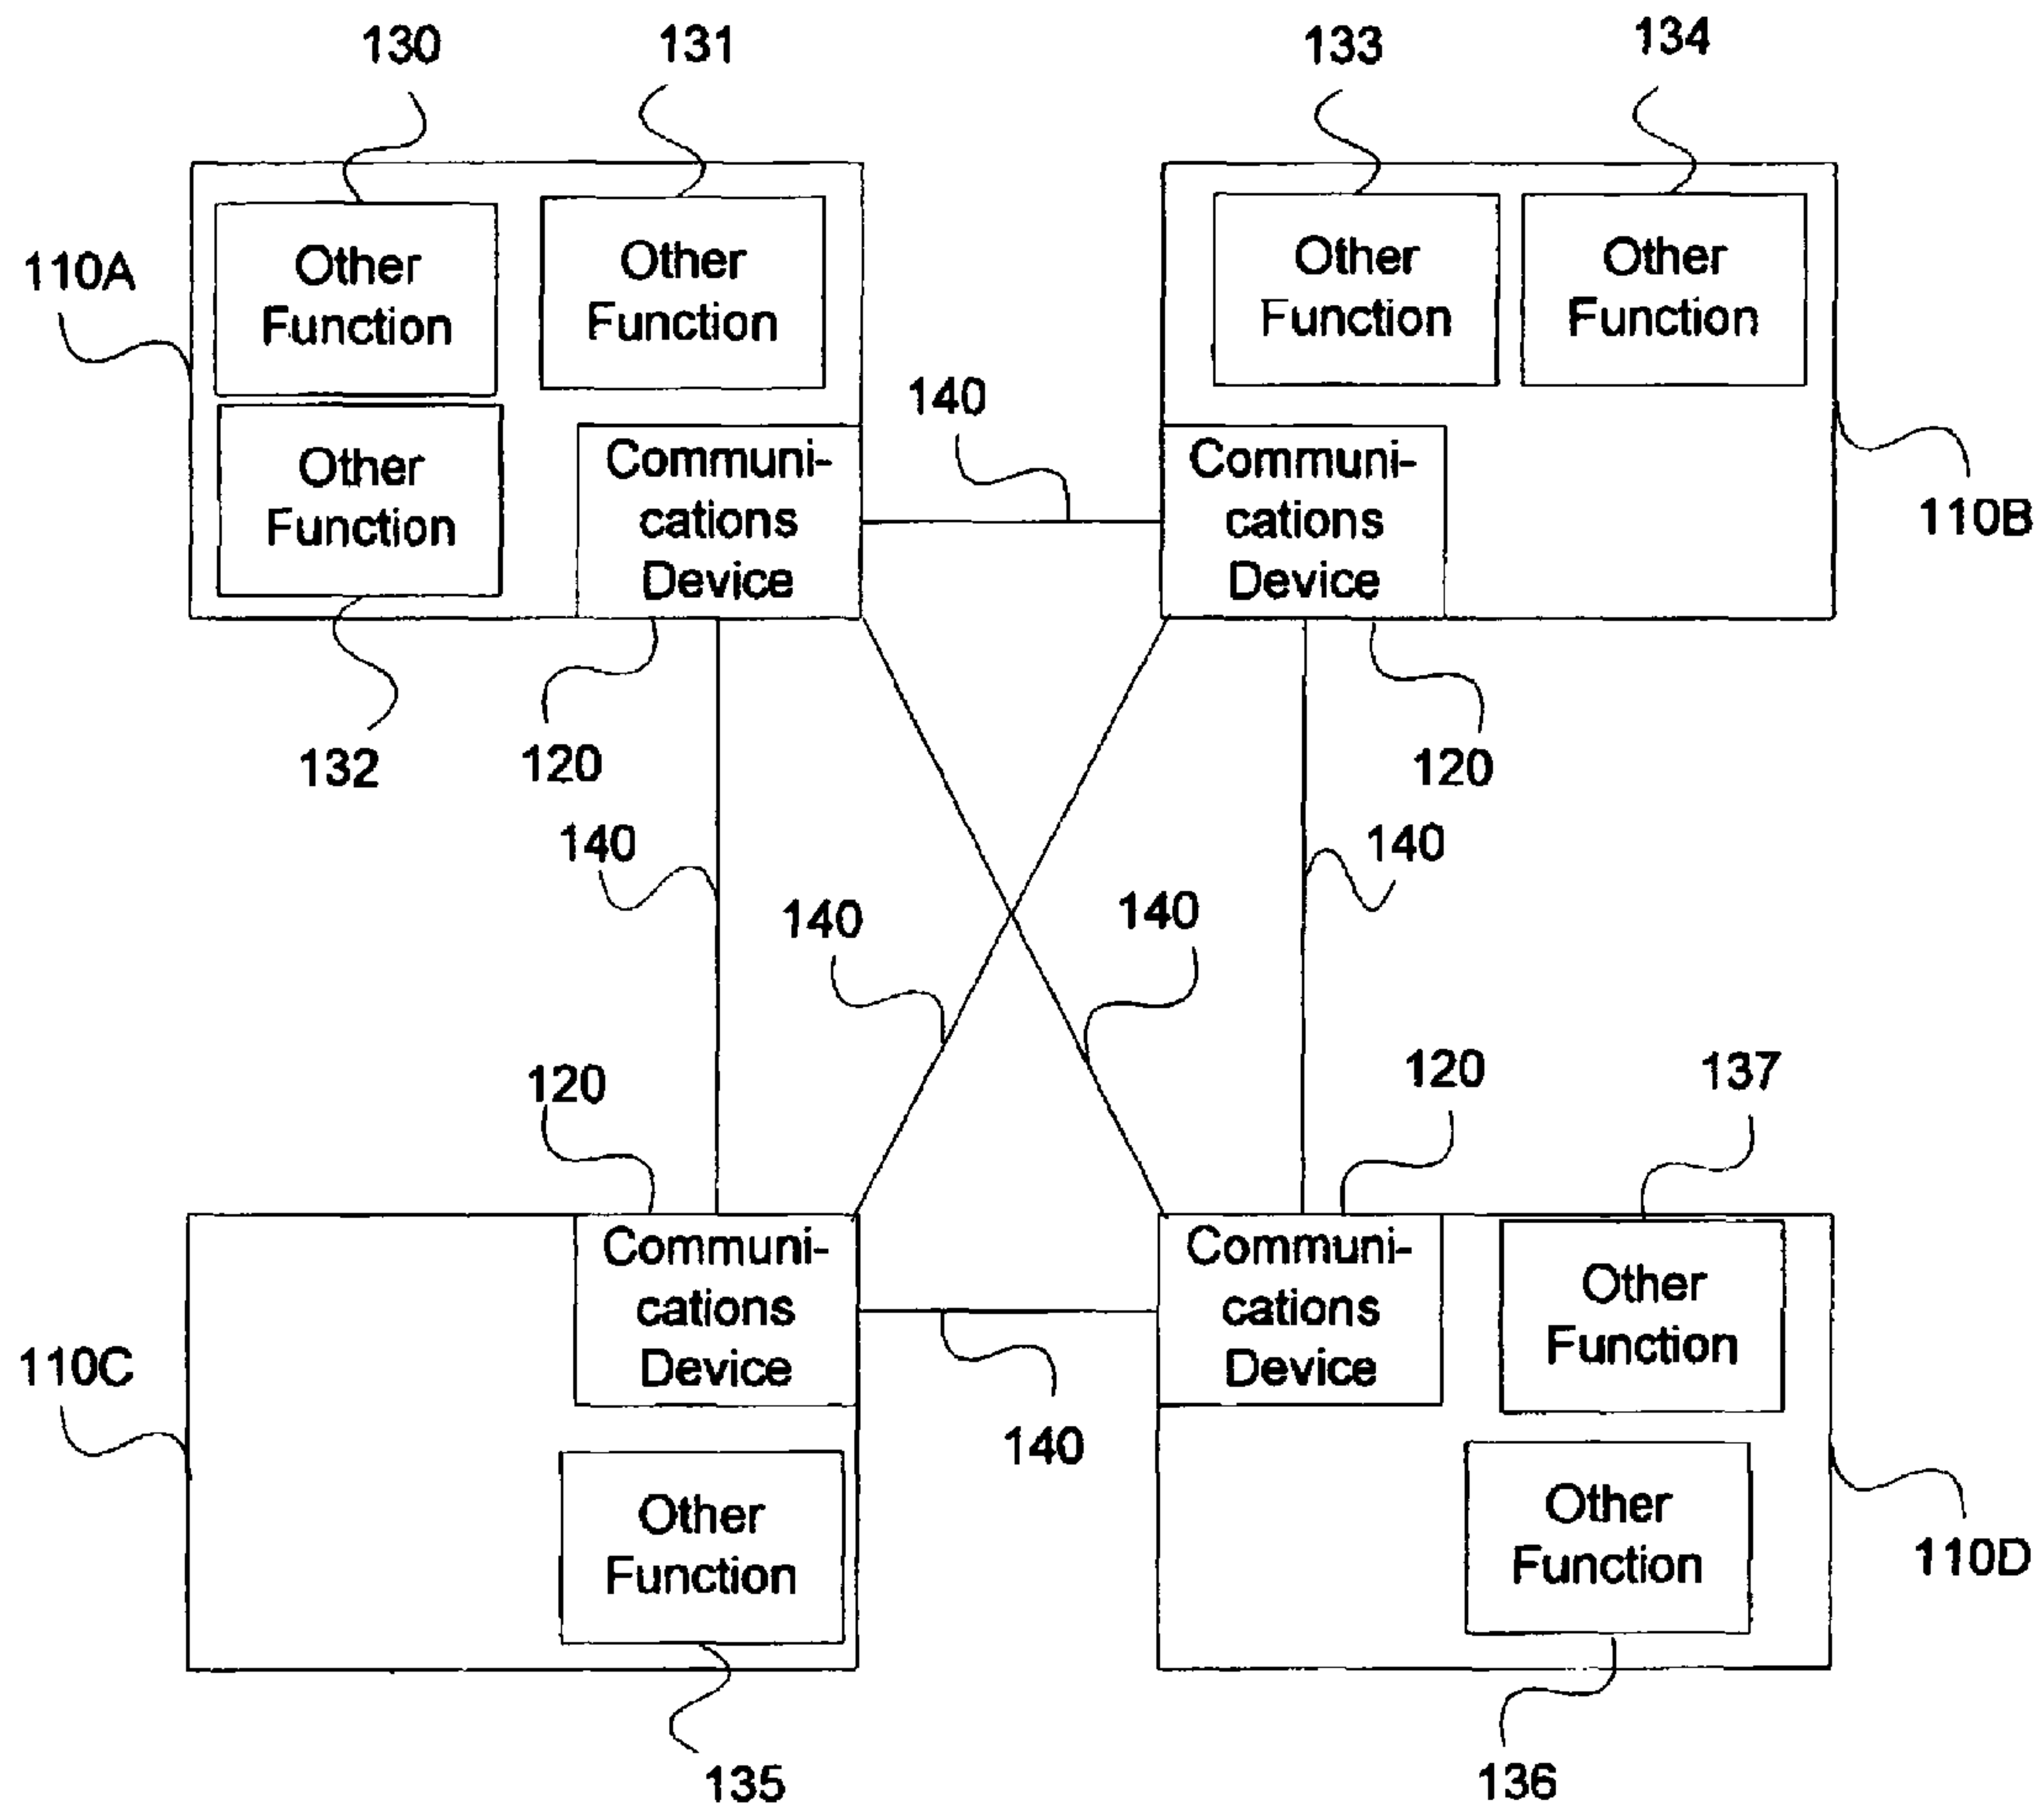 130
131
133
134
110A
Other
Function
Other
Function
Other
Function
Other
Function
140
Other
Function
Communi-
cations
Device
Communi-
cations
Device
110B
132
120
120
140
140
140
140
120
120
137
Communi-
cations
Device
Communi-
cations
Device
Other
Function
110C
140
Other
Function
Other
Function
110D
135
136